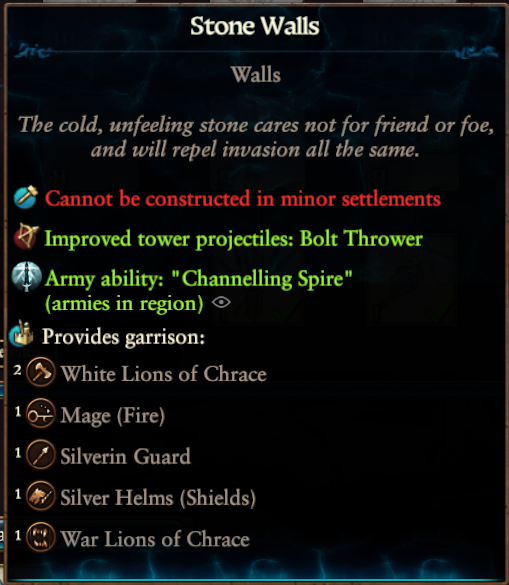 Stone Walls
Walls
The cold, unfeeling stone cares not for friend or foe,
and will repel invasion all the same.
Cannot be constructed in minor settlements
Improved tower projectiles: Bolt Thrower
Army ability: "Channelling Spire"
(armies in region)
Provides garrison:
2 White Lions of Chrace
1 Mage (Fire)
1 Silverin Guard
1 Silver Helms (Shields)
1 War Lions of Chrace